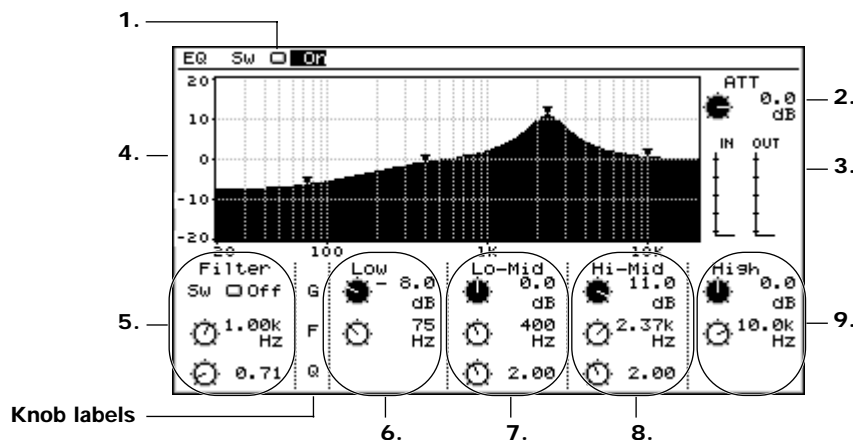 1.
EQ Sw On
20
10
0
-10
-20
20 100 1K 10K
ATT
0.0
dB
2.
IN OUT
3.
4.
Filter Low Lo-Mid Hi-Mid High
Sw Off G - 8.0 0.0 11.0 0.0
dB dB dB dB
5. 1.00k F 75 400 2.37k 10.0k 9.
Hz Hz Hz Hz Hz
0.71 Q 2.00 2.00
Knob labels
6. 7. 8.